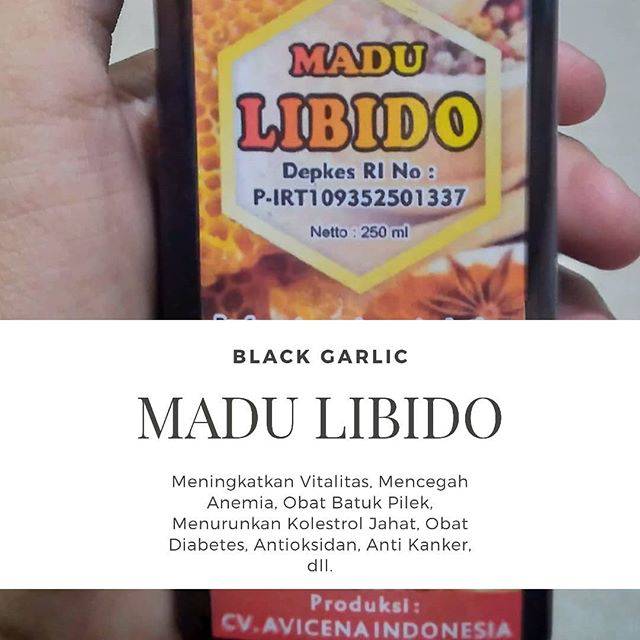 MADU
LIBIDO
Depkes RI No :
P-IRT109352501337
Netto : 250 ml
BLACK GARLIC
MADU LIBIDO
Meningkatkan Vitalitas, Mencegah
Anemia, Obat Batuk Pilek,
Menurunkan Kolestrol Jahat, Obat
Diabetes, Antioksidan, Anti Kanker,
dll.
Produksi :
CV. AVICENA INDONESIA